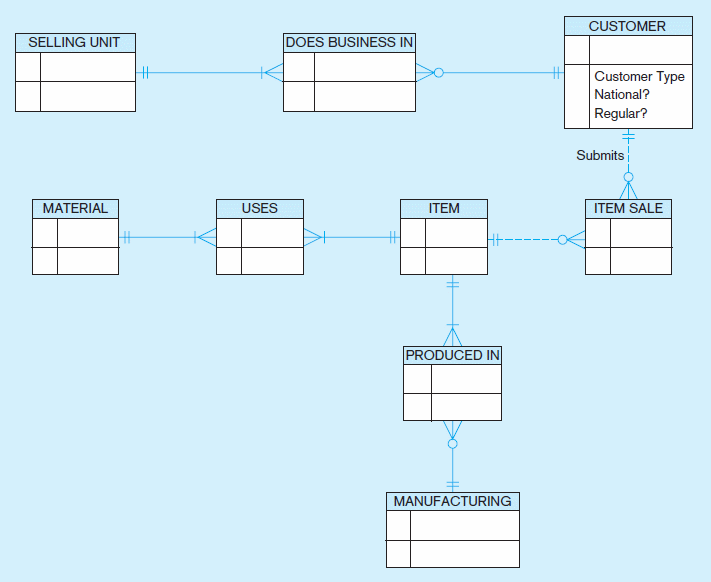 SELLING UNIT
DOES BUSINESS IN
CUSTOMER
Customer Type
National?
Regular?
Submits
MATERIAL
USES
ITEM
ITEM SALE
PRODUCED IN
MANUFACTURING